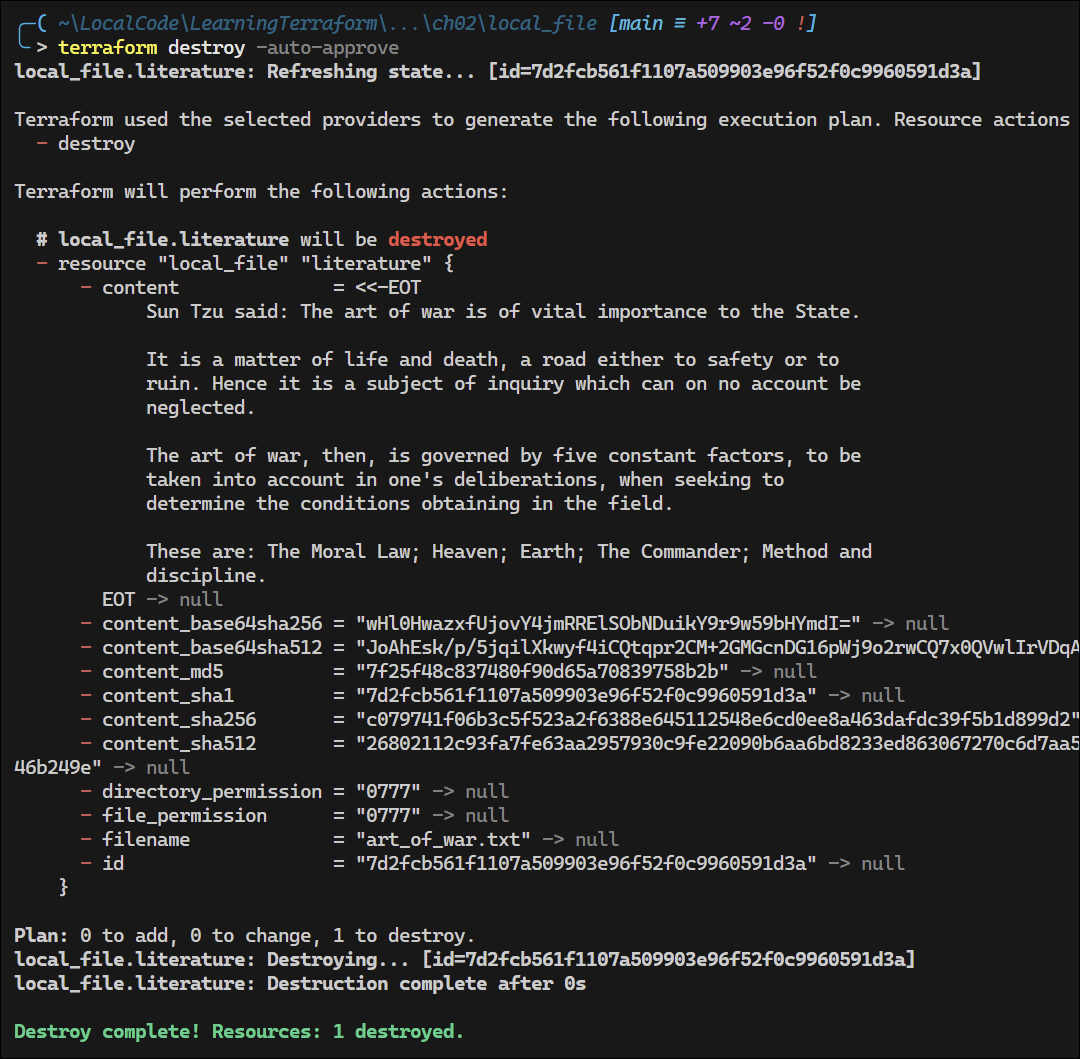 ~\LocalCode\LearningTerraform\...\ch02\local_file [main ≡ +7 ~2 -0 !]
> terraform destroy -auto-approve
local_file.literature: Refreshing state... [id=7d2fcb561f1107a509903e96f52f0c9960591d3a]

Terraform used the selected providers to generate the following execution plan. Resource actions
  - destroy

Terraform will perform the following actions:

  # local_file.literature will be destroyed
  - resource "local_file" "literature" {
      - content              = <<-EOT
            Sun Tzu said: The art of war is of vital importance to the State.

            It is a matter of life and death, a road either to safety or to
            ruin. Hence it is a subject of inquiry which can on no account be
            neglected.

            The art of war, then, is governed by five constant factors, to be
            taken into account in one's deliberations, when seeking to
            determine the conditions obtaining in the field.

            These are: The Moral Law; Heaven; Earth; The Commander; Method and
            discipline.
        EOT -> null
      - content_base64sha256 = "wHl0HwazxfUjovY4jmRRElSObNDuikY9r9w59bHYmdI=" -> null
      - content_base64sha512 = "JoAhEsk/p/5jqilXkwyf4iCQtqpr2CM+2GMGcnDG16pWj9o2rwCQ7x0QVwlIrVDqA
      - content_md5          = "7f25f48c837480f90d65a70839758b2b" -> null
      - content_sha1         = "7d2fcb561f1107a509903e96f52f0c9960591d3a" -> null
      - content_sha256       = "c079741f06b3c5f523a2f6388e645112548e6cd0ee8a463dafdc39f5b1d899d2"
      - content_sha512       = "26802112c93fa7fe63aa2957930c9fe22090b6aa6bd8233ed863067270c6d7aa5
46b249e" -> null
      - directory_permission = "0777" -> null
      - file_permission      = "0777" -> null
      - filename             = "art_of_war.txt" -> null
      - id                   = "7d2fcb561f1107a509903e96f52f0c9960591d3a" -> null
    }

Plan: 0 to add, 0 to change, 1 to destroy.
local_file.literature: Destroying... [id=7d2fcb561f1107a509903e96f52f0c9960591d3a]
local_file.literature: Destruction complete after 0s

Destroy complete! Resources: 1 destroyed.